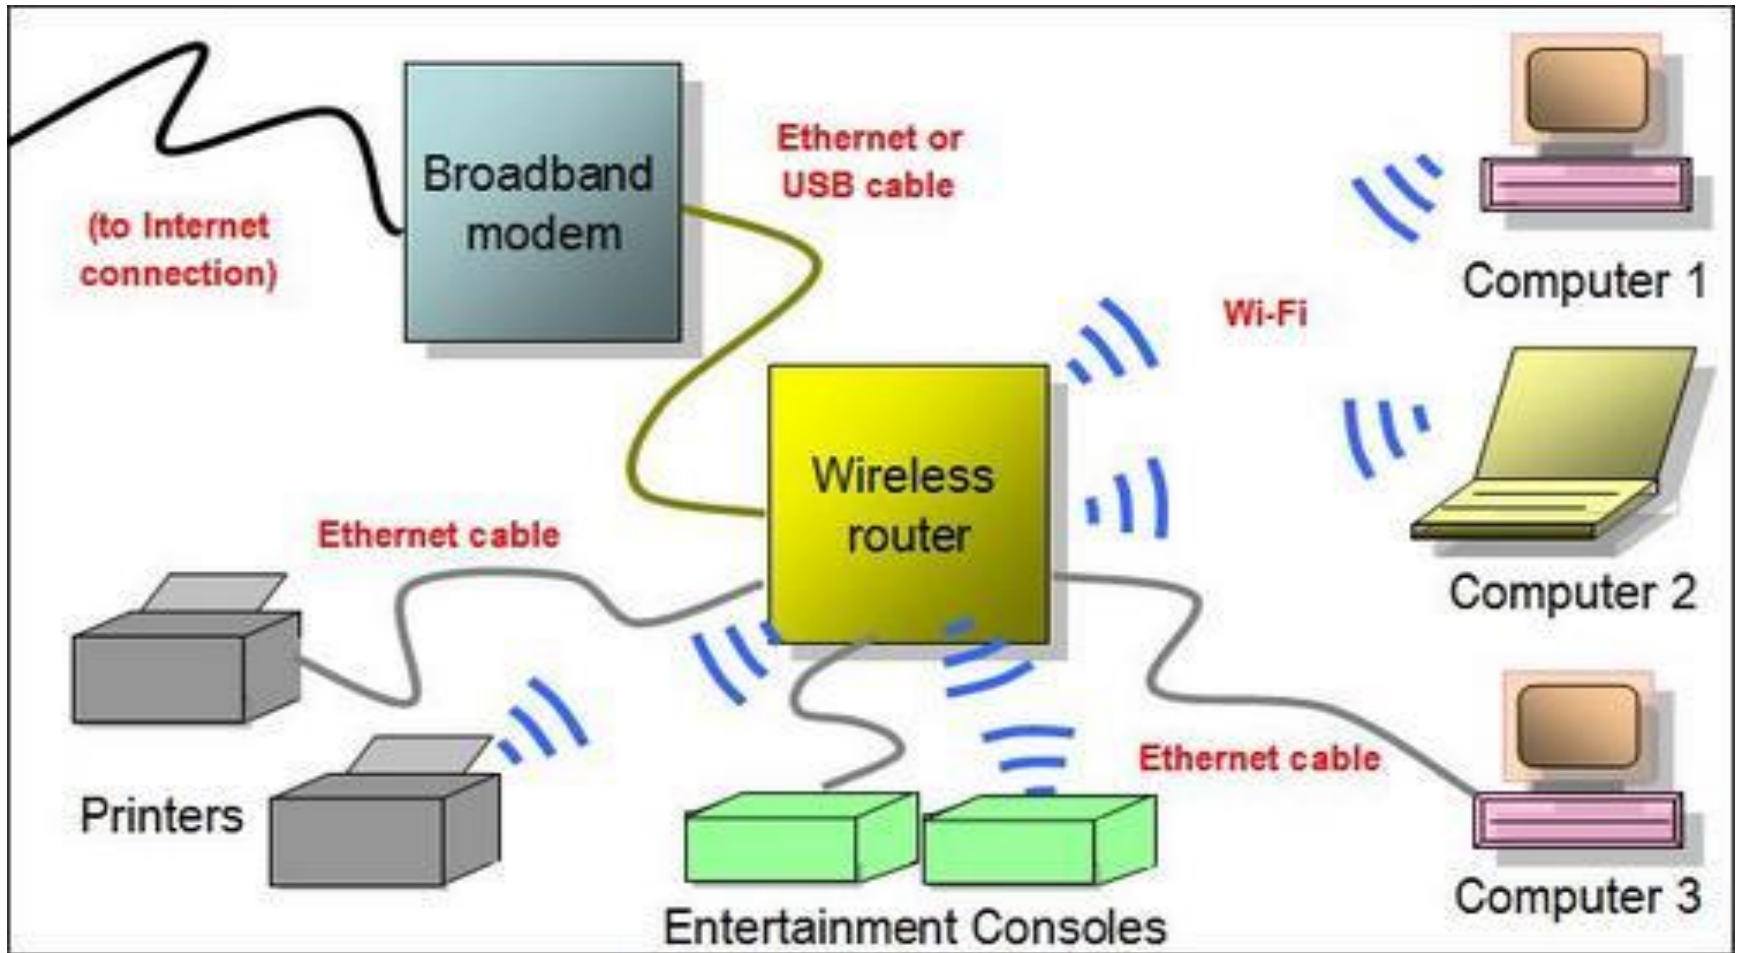 Broadband
modem
Ethernet or
USB cable
(to Internet
connection)
Computer 1
Wi-Fi
Wireless
router
Ethernet cable
Computer 2
Printers
Ethernet cable
Computer 3
Entertainment Consoles